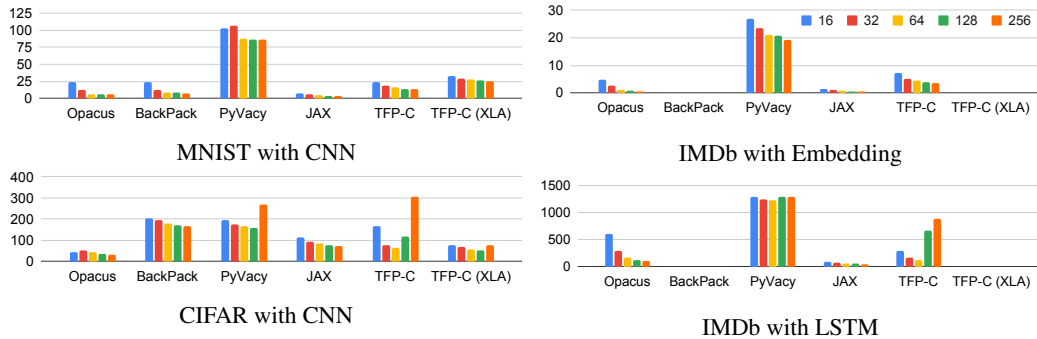 125
100
75
50
25
0
Opacus BackPack PyVacy JAX TFP-C TFP-C (XLA)
MNIST with CNN
30
20
10
0
16 32 64 128 256
Opacus BackPack PyVacy JAX TFP-C TFP-C (XLA)
IMDb with Embedding
400
300
200
100
0
Opacus BackPack PyVacy JAX TFP-C TFP-C (XLA)
CIFAR with CNN
1500
1000
500
0
Opacus BackPack PyVacy JAX TFP-C TFP-C (XLA)
IMDb with LSTM